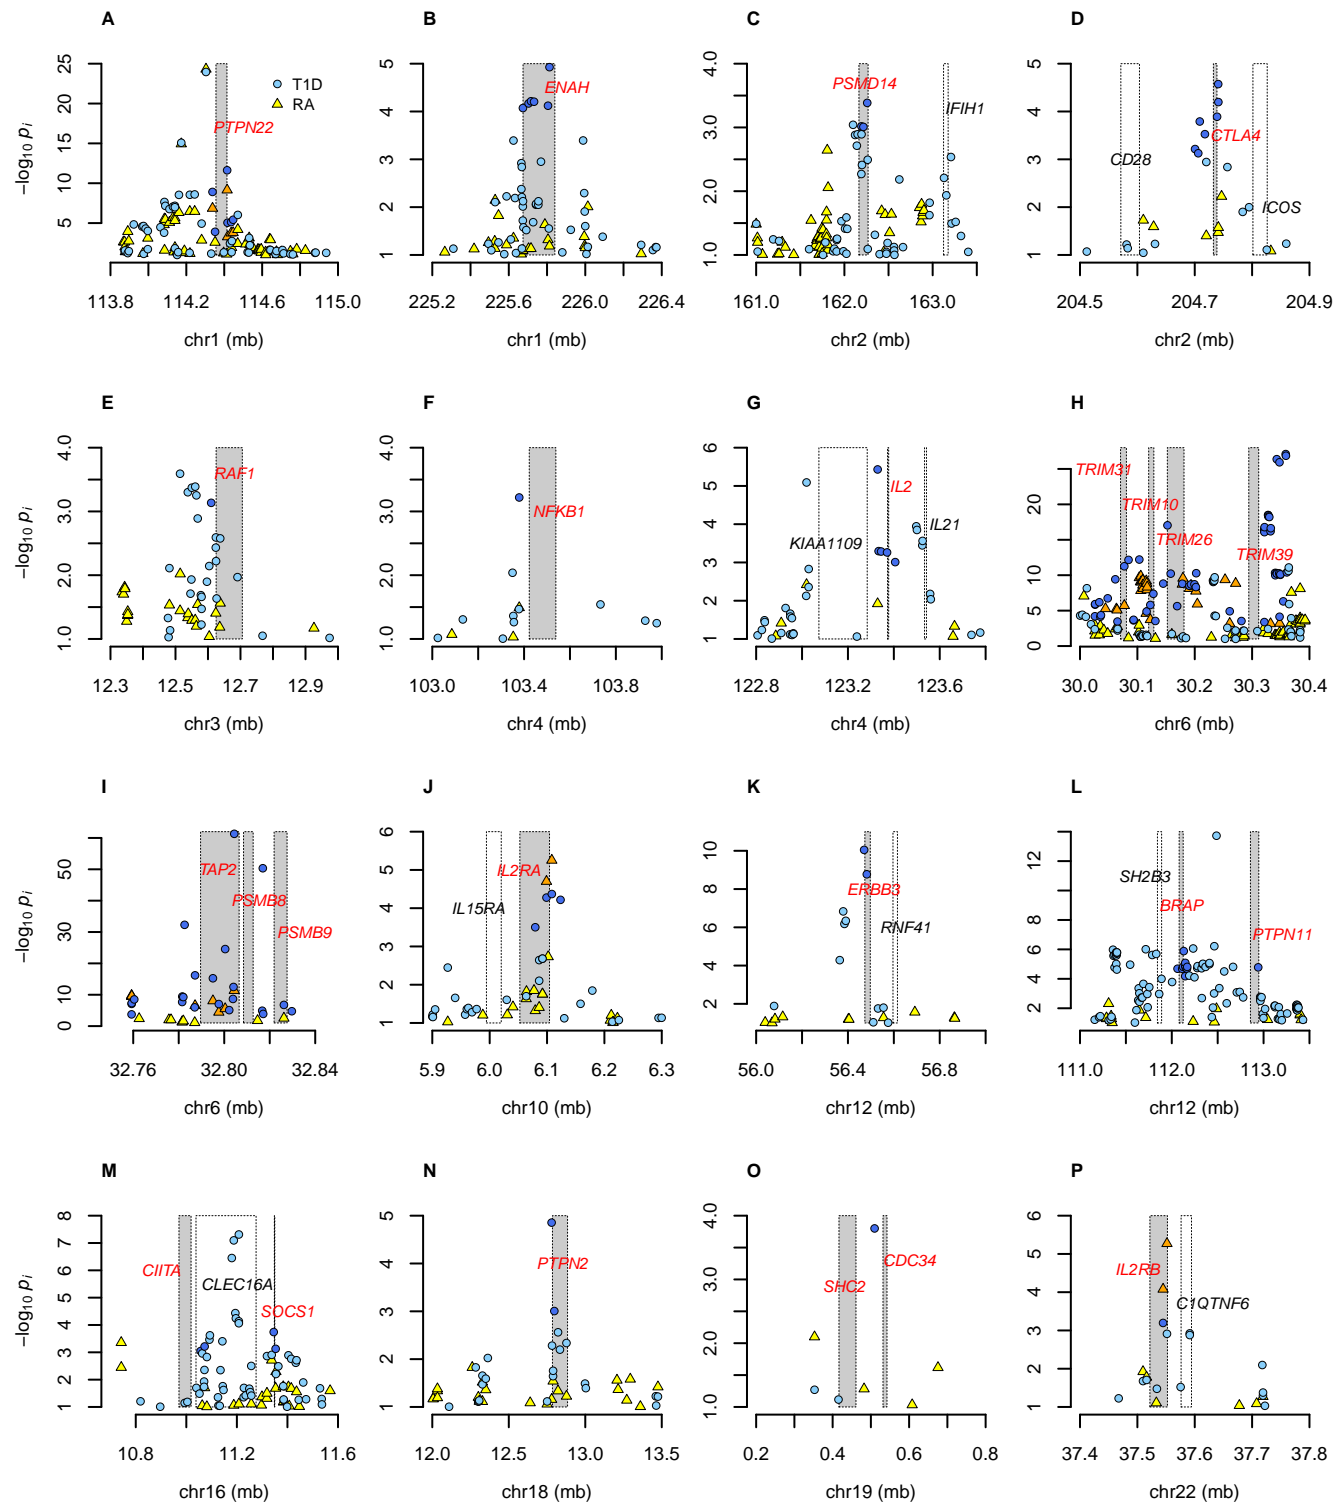 A
B
C
D
−log10 pi
25
20
15
10
5
T1D
RA
PTPN22
113.8
114.2
114.6
115.0
chr1 (mb)
5
4
3
2
1
ENAH
225.2
225.6
226.0
226.4
chr1 (mb)
4.0
3.0
2.0
1.0
PSMD14
IFIH1
161.0
162.0
163.0
chr2 (mb)
5
4
3
2
1
CD28
CTLA4
ICOS
204.5
204.7
204.9
chr2 (mb)
E
F
G
H
−log10 pi
4.0
3.0
2.0
1.0
RAF1
12.3
12.5
12.7
12.9
chr3 (mb)
4.0
3.0
2.0
1.0
NFKB1
103.0
103.4
103.8
chr4 (mb)
6
5
4
3
2
1
KIAA1109
IL2
IL21
122.8
123.2
123.6
chr4 (mb)
20
10
5
0
TRIM31
TRIM10
TRIM26
TRIM39
30.0
30.1
30.2
30.3
30.4
chr6 (mb)
I
J
K
L
−log10 pi
50
30
10
0
TAP2
PSMB8
PSMB9
32.76
32.80
32.84
chr6 (mb)
6
5
4
3
2
1
IL15RA
IL2RA
5.9
6.0
6.1
6.2
6.3
chr10 (mb)
10
8
6
4
2
ERBB3
RNF41
56.0
56.4
56.8
chr12 (mb)
12
8
6
4
2
SH2B3
BRAP
PTPN11
111.0
112.0
113.0
chr12 (mb)
M
N
O
P
−log10 pi
8
7
6
5
4
3
2
1
CIITA
CLEC16A
SOCS1
10.8
11.2
11.6
chr16 (mb)
5
4
3
2
1
PTPN2
12.0
12.5
13.0
13.5
chr18 (mb)
4.0
3.0
2.0
1.0
SHC2
CDC34
0.2
0.4
0.6
0.8
chr19 (mb)
6
5
4
3
2
1
IL2RB
C1QTNF6
37.4
37.5
37.6
37.7
37.8
chr22 (mb)